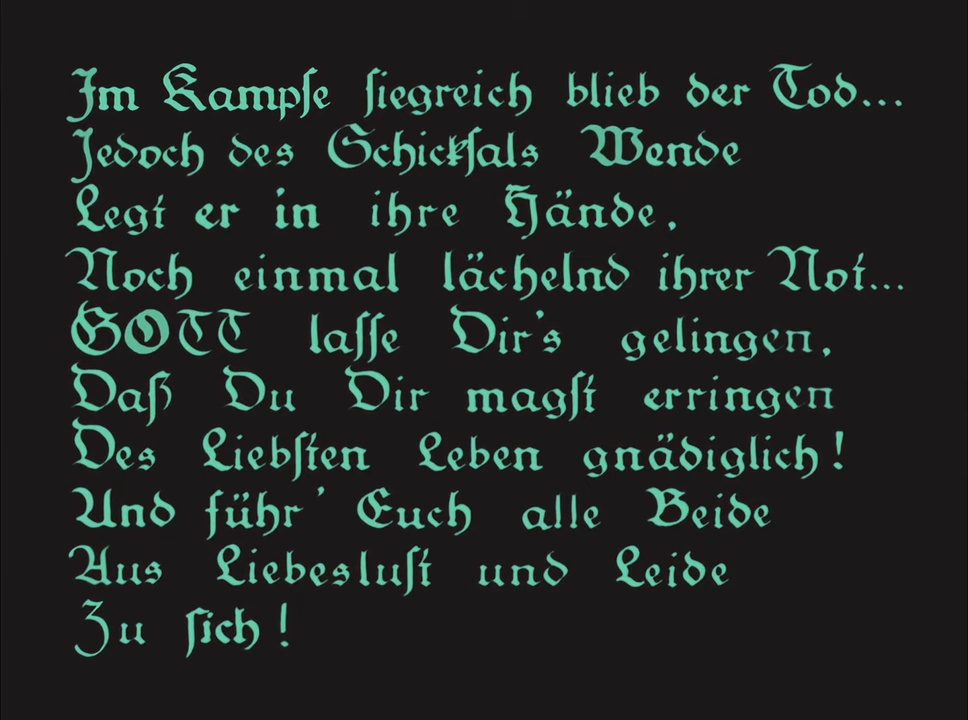 Im Kampfe siegreich blieb der Tod...
Jedoch des Schicksals Wende
Legt er in ihre Hände,
Noch einmal lächelnd ihrer Not...
GOTT lasse Dir's gelingen,
Daß Du Dir magst erringen
Des Liebsten Leben gnädiglich!
Und führ' Euch alle Beide
Aus Liebeslust und Leide
Zu sich!